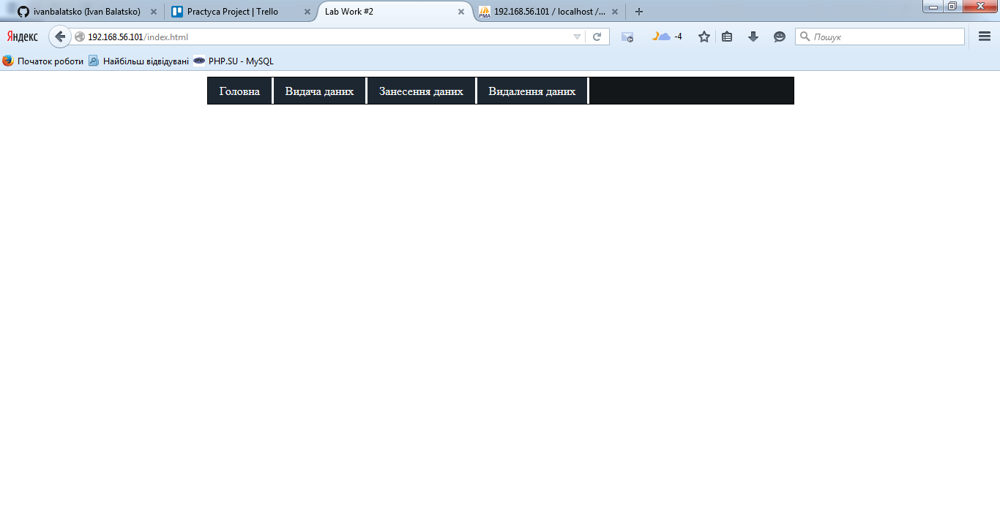 ivanbalatsko (Ivan Balatsko) Practyca Project | Trello Lab Work #2 192.168.56.101 / localhost /...
Яндекс 192.168.56.101/index.html -4 Пошук
Початок роботи Найбільш відвідувані php PHP.SU - MySQL
Головна Видача даних Занесення даних Видалення даних